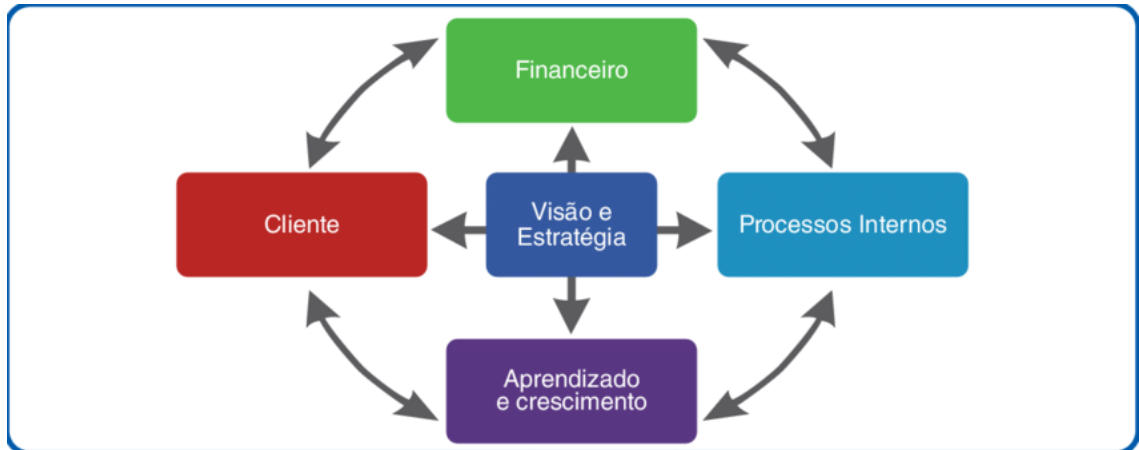 Financeiro
Cliente
Visão e
Estratégia
Processos Internos
Aprendizado
e crescimento